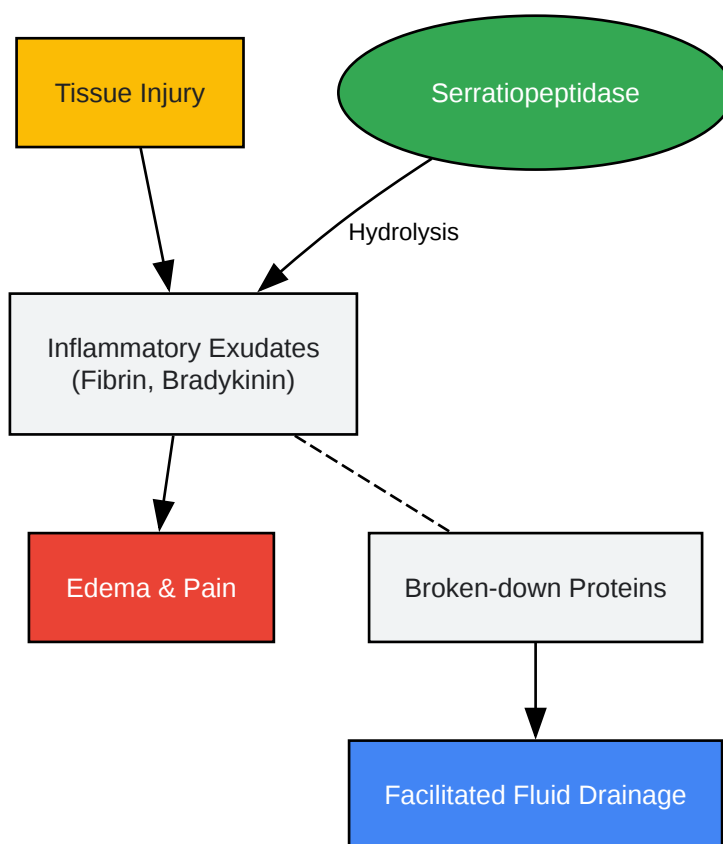 Tissue Injury
Serratiopeptidase
Hydrolysis
Inflammatory Exudates
(Fibrin, Bradykinin)
Edema & Pain
Broken-down Proteins
Facilitated Fluid Drainage